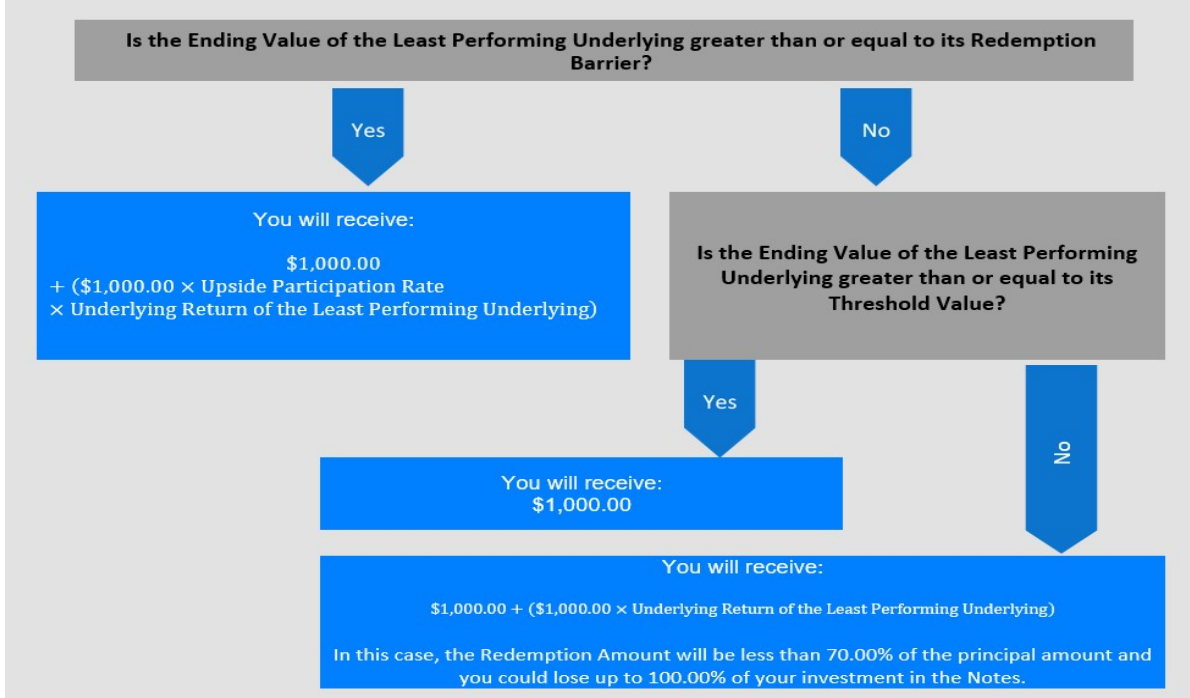 Is the Ending Value of the Least Performing Underlying greater than or equal to its Redemption
Barrier?
Yes
No
You will receive:
$1,000.00
+ ($1,000.00 × Upside Participation Rate
× Underlying Return of the Least Performing Underlying)
Is the Ending Value of the Least Performing
Underlying greater than or equal to its
Threshold Value?
Yes
No
You will receive:
$1,000.00
You will receive:
$1,000.00 + ($1,000.00 × Underlying Return of the Least Performing Underlying)
In this case, the Redemption Amount will be less than 70.00% of the principal amount and
you could lose up to 100.00% of your investment in the Notes.